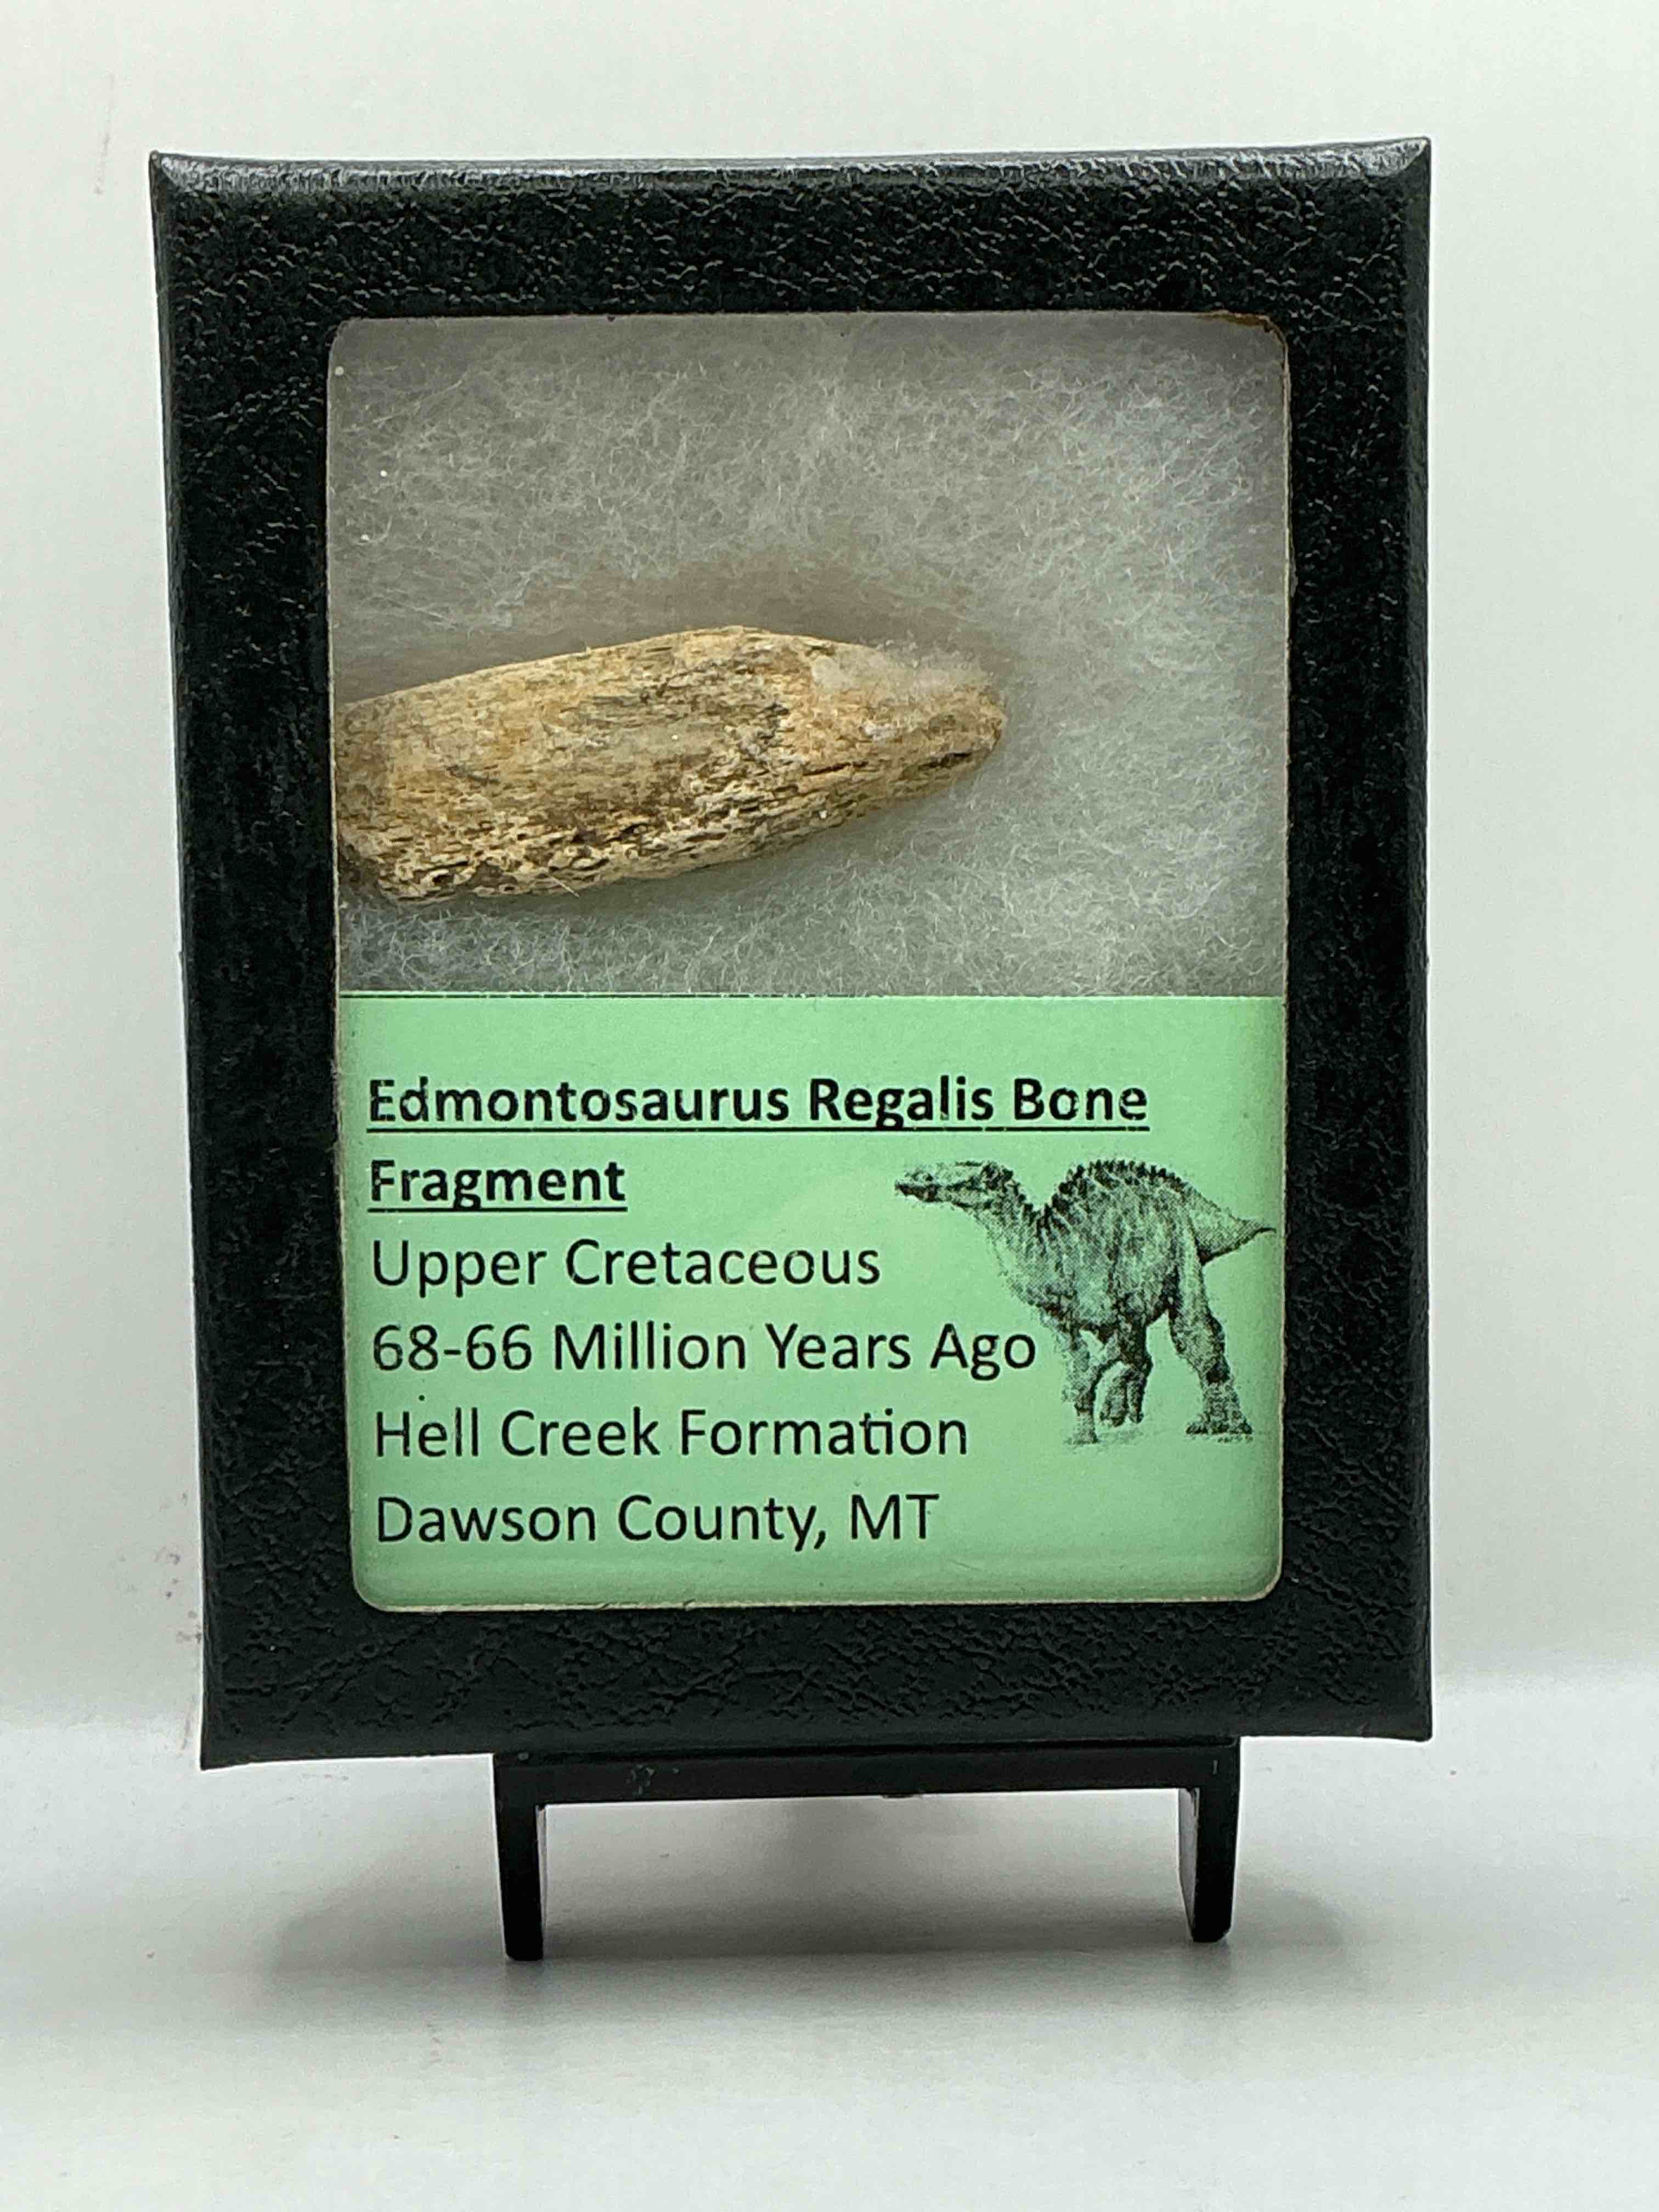 Edmontosaurus Regalis Bone
Fragment
Upper Cretaceous
68-66 Million Years Ago
Hell Creek Formation
Dawson County, MT